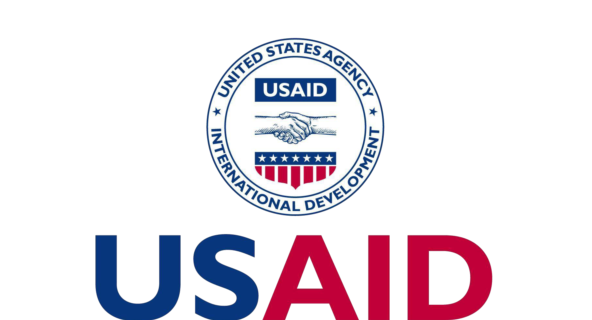 UNITED STATES AGENCY
USAID
INTERNATIONAL DEVELOPMENT
USAID